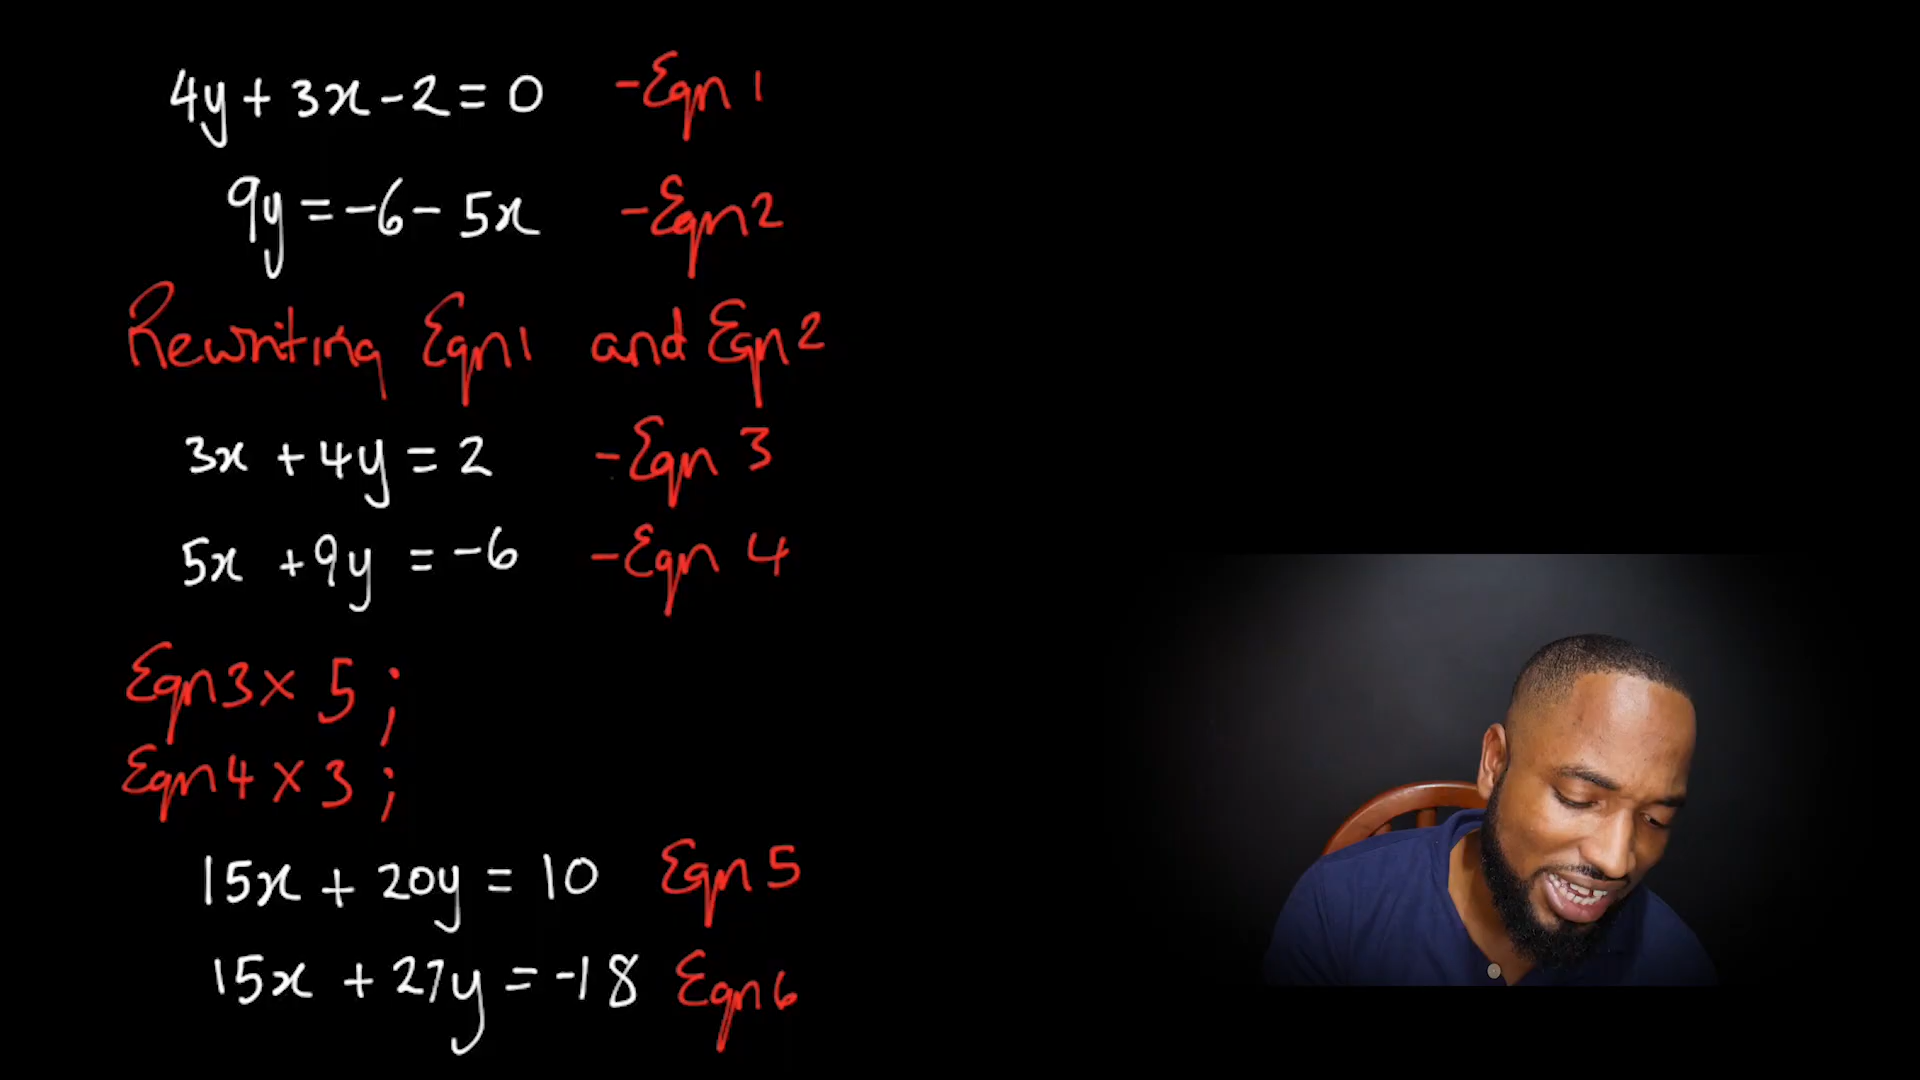 4y + 3x - 2 = 0 - Eqn 1
9y = -6 - 5x - Eqn 2
Rewriting Eqn 1 and Eqn 2
3x + 4y = 2 - Eqn 3
5x + 9y = -6 - Eqn 4
Eqn 3 × 5 ;
Eqn 4 × 3 ;
15x + 20y = 10 Eqn 5
15x + 27y = -18 Eqn 6